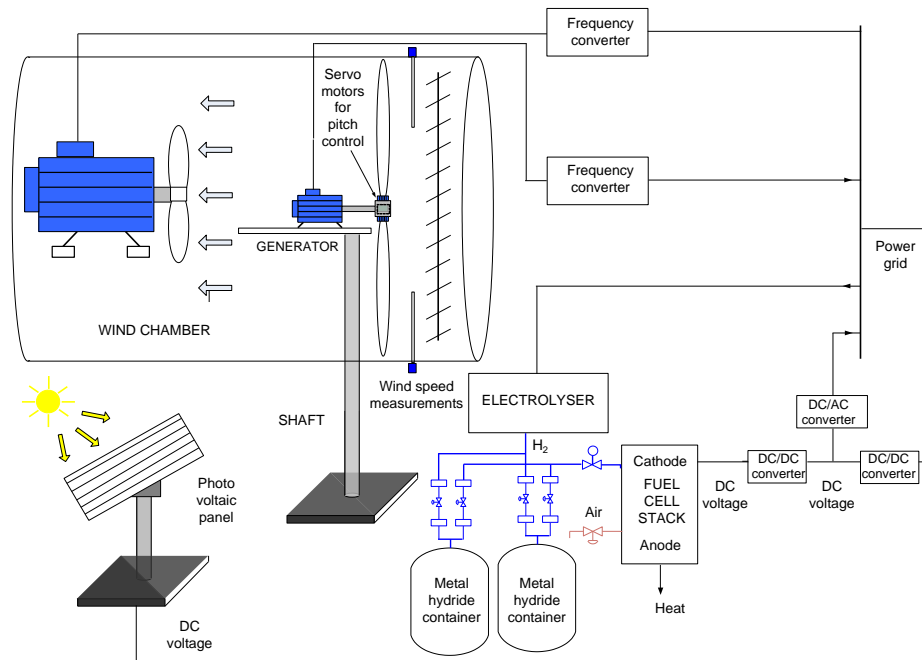 Frequency
converter
Servo
motors
for
pitch
control
Frequency
converter
GENERATOR
Power
grid
WIND CHAMBER
Wind speed
measurements
ELECTROLYSER
DC/AC
converter
SHAFT
H2
Photo
voltaic
panel
Cathode
FUEL
CELL
STACK
Anode
DC/DC
converter
DC/DC
converter
DC
voltage
DC
voltage
Air
Metal
hydride
container
Metal
hydride
container
Heat
DC
voltage